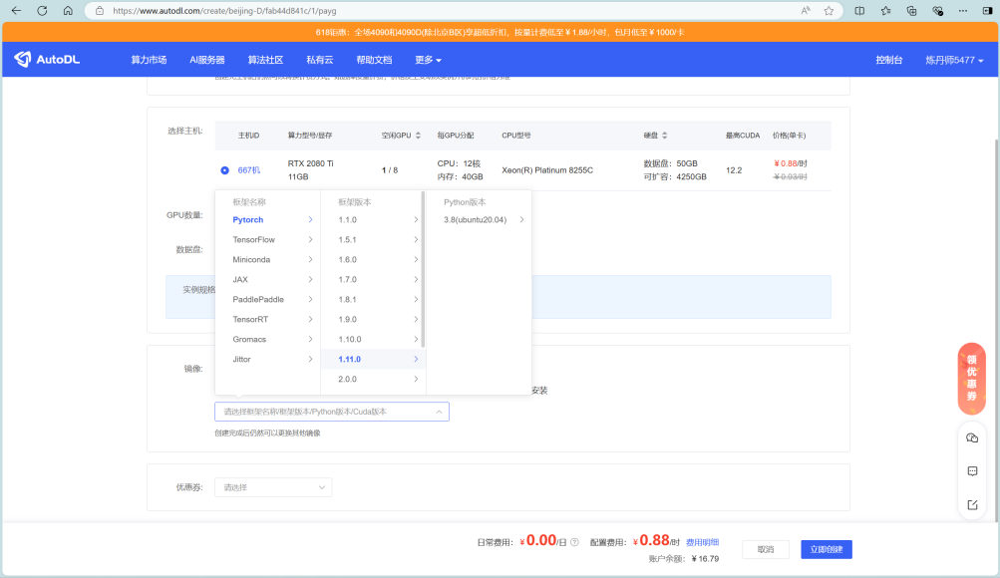 https://www.autodl.com/create/beijing-D/fab44d841c/1/payg
618钜惠：全场4090和4090D(除北京B区)享超低折扣，按量计费低至￥1.88/小时，包月低至￥1000/卡
AutoDL 算力市场 AI服务器 算法社区 私有云 帮助文档 更多 控制台 炼丹师5477
选择主机:
主机ID 算力型号/显存 空闲GPU 每GPU分配 CPU型号 硬盘 最高CUDA 价格(单卡)
667机 RTX 2080 Ti 11GB 1 / 8 CPU：12核 内存：40GB Xeon(R) Platinum 8255C 数据盘：50GB 可扩容：4250GB 12.2 ￥0.88/时 ￥0.93/时
GPU数量:
数据盘:
实例规格
框架名称 框架版本 Python版本
Pytorch 1.1.0 3.8(ubuntu20.04)
TensorFlow 1.5.1
Miniconda 1.6.0
JAX 1.7.0
PaddlePaddle 1.8.1
TensorRT 1.9.0
Gromacs 1.10.0
Jittor 1.11.0
2.0.0
镜像:
安装
请选择框架名称/框架版本/Python版本/Cuda版本
创建完成后仍然可以更换其他镜像
优惠券: 请选择
领优惠券
日常费用：￥0.00/日 配置费用：￥0.88/时 费用明细
账户余额：￥16.79
取消 立即创建